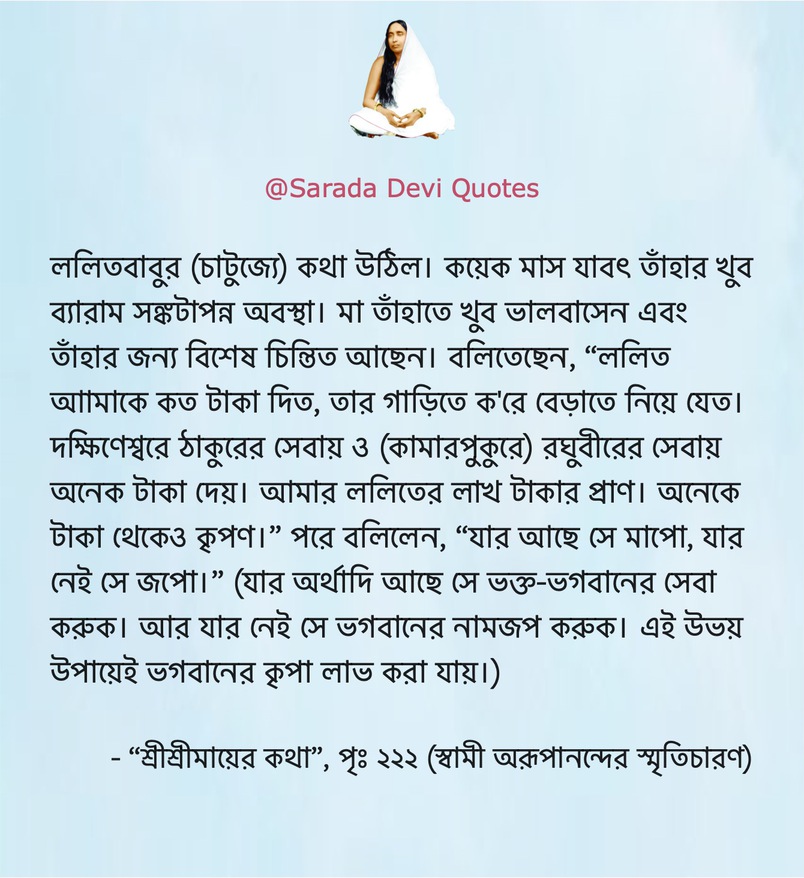 @Sarada Devi Quotes
ললিতবাবুর (চাটুজ্যে) কথা উঠিল। কয়েক মাস যাবৎ তাঁহার খুব
ব্যারাম সঙ্কটাপন্ন অবস্থা। মা তাঁহাতে খুব ভালবাসেন এবং
তাঁহার জন্য বিশেষ চিন্তিত আছেন। বলিতেছেন, “ললিত
আামাকে কত টাকা দিত, তার গাড়িতে ক'রে বেড়াতে নিয়ে যেত।
দক্ষিণেশ্বরে ঠাকুরের সেবায় ও (কামারপুকুরে) রঘুবীরের সেবায়
অনেক টাকা দেয়। আমার ললিতের লাখ টাকার প্রাণ। অনেকে
টাকা থেকেও কৃপণ।” পরে বলিলেন, “যার আছে সে মাপো, যার
নেই সে জপো।” (যার অর্থাদি আছে সে ভক্ত-ভগবানের সেবা
করুক। আর যার নেই সে ভগবানের নামজপ করুক। এই উভয়
উপায়েই ভগবানের কৃপা লাভ করা যায়।)
- “শ্রীশ্রীমায়ের কথা”, পৃঃ ২২২ (স্বামী অরূপানন্দের স্মৃতিচারণ)